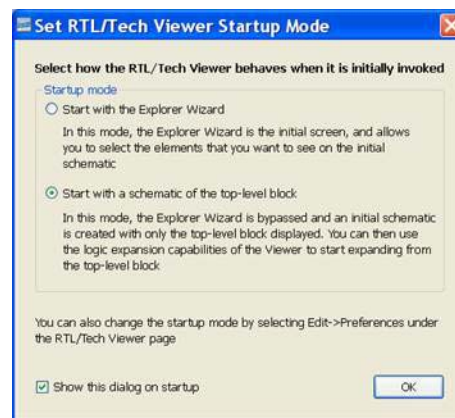 Set RTL/Tech Viewer Startup Mode
Select how the RTL/Tech Viewer behaves when it is initially invoked
Startup mode
Start with the Explorer Wizard
In this mode, the Explorer Wizard is the initial screen, and allows
you to select the elements that you want to see on the initial
schematic
Start with a schematic of the top-level block
In this mode, the Explorer Wizard is bypassed and an initial schematic
is created with only the top-level block displayed. You can then use
the logic expansion capabilities of the Viewer to start expanding from
the top-level block
You can also change the startup mode by selecting Edit->Preferences under
the RTL/Tech Viewer page
Show this dialog on startup
OK